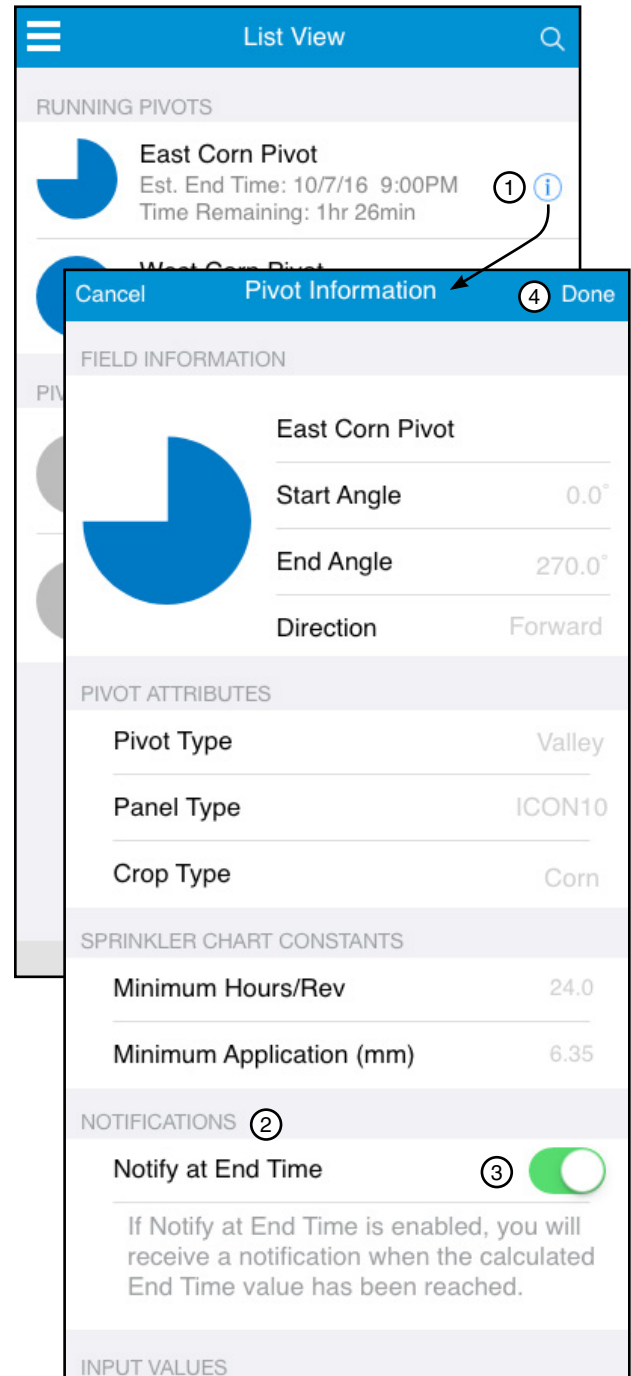 List View
RUNNING PIVOTS
East Corn Pivot
Est. End Time: 10/7/16 9:00PM
Time Remaining: 1hr 26min
1
Cancel
Pivot Information
4
Done
FIELD INFORMATION
East Corn Pivot
Start Angle 0.0°
End Angle 270.0°
Direction Forward
PIVOT ATTRIBUTES
Pivot Type Valley
Panel Type ICON10
Crop Type Corn
SPRINKLER CHART CONSTANTS
Minimum Hours/Rev 24.0
Minimum Application (mm) 6.35
NOTIFICATIONS 2
Notify at End Time 3
If Notify at End Time is enabled, you will
receive a notification when the calculated
End Time value has been reached.
INPUT VALUES